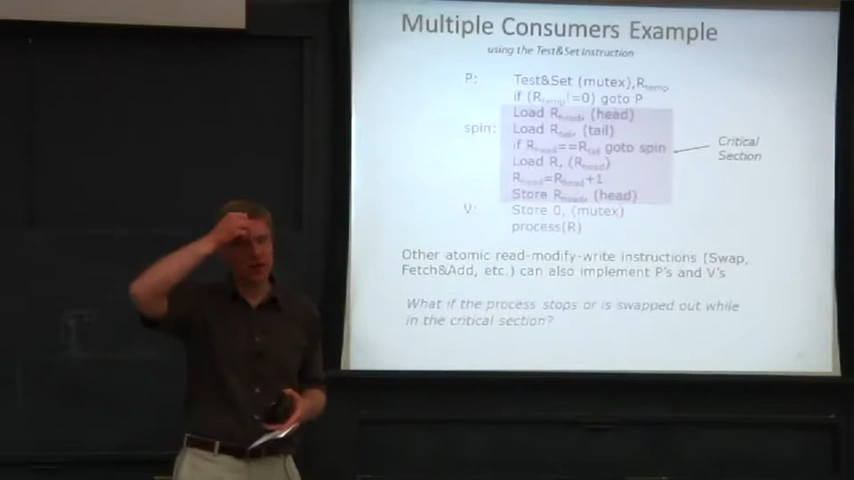 Multiple Consumers Example
using the Test&Set Instruction
P: Test&Set (mutex),Rtemp
if (Rtemp!=0) goto P
Load Rhead, (head)
spin: Load Rtail, (tail)
if Rhead==Rtail goto spin
Load R, (Rhead)
Rhead=Rhead+1
Store Rhead, (head)
V: Store 0, (mutex)
process(R)
Critical
Section
Other atomic read-modify-write instructions (Swap,
Fetch&Add, etc.) can also implement P's and V's
What if the process stops or is swapped out while
in the critical section?